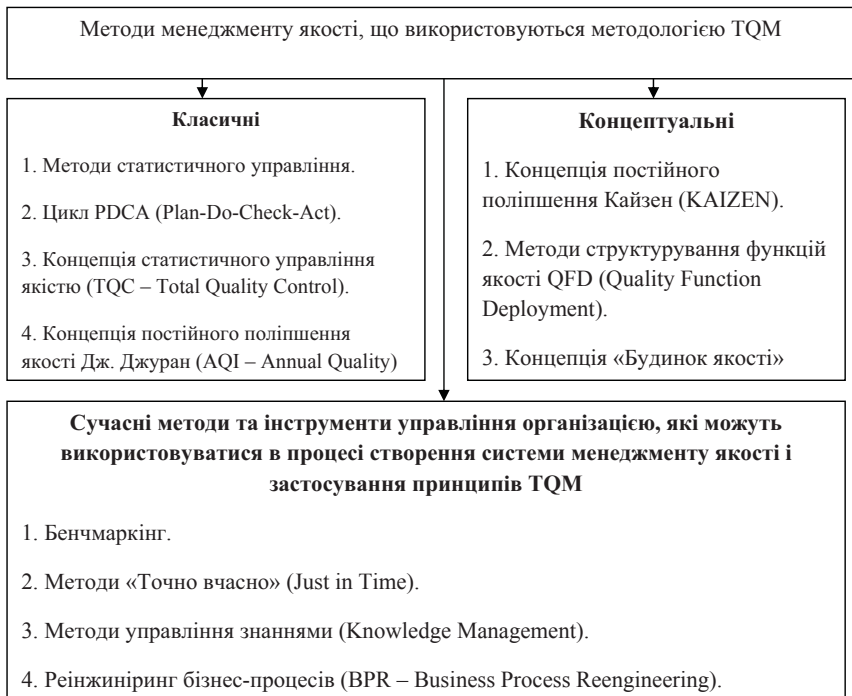 Методи менеджменту якості, що використовуються методологією TQM
Класичні
1. Методи статистичного управління.
2. Цикл PDCA (Plan-Do-Check-Act).
3. Концепція статистичного управління
якістю (TQC – Total Quality Control).
4. Концепція постійного поліпшення
якості Дж. Джуран (AQI – Annual Quality)
Концептуальні
1. Концепція постійного
поліпшення Кайзен (KAIZEN).
2. Методи структурування функцій
якості QFD (Quality Function
Deployment).
3. Концепція «Будинок якості»
Сучасні методи та інструменти управління організацією, які можуть
використовуватися в процесі створення системи менеджменту якості і
застосування принципів TQM
1. Бенчмаркінг.
2. Методи «Точно вчасно» (Just in Time).
3. Методи управління знаннями (Knowledge Management).
4. Реінжиніринг бізнес-процесів (BPR – Business Process Reengineering).